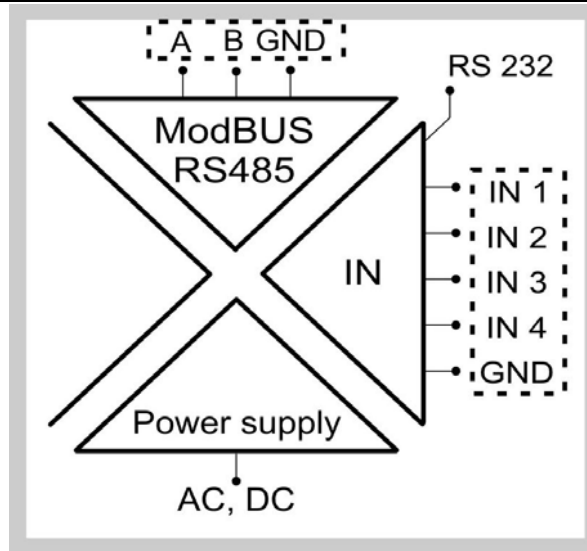 A B GND
RS 232
ModBUS
RS485
IN 1
IN 2
IN
IN 3
IN 4
GND
Power supply
AC, DC